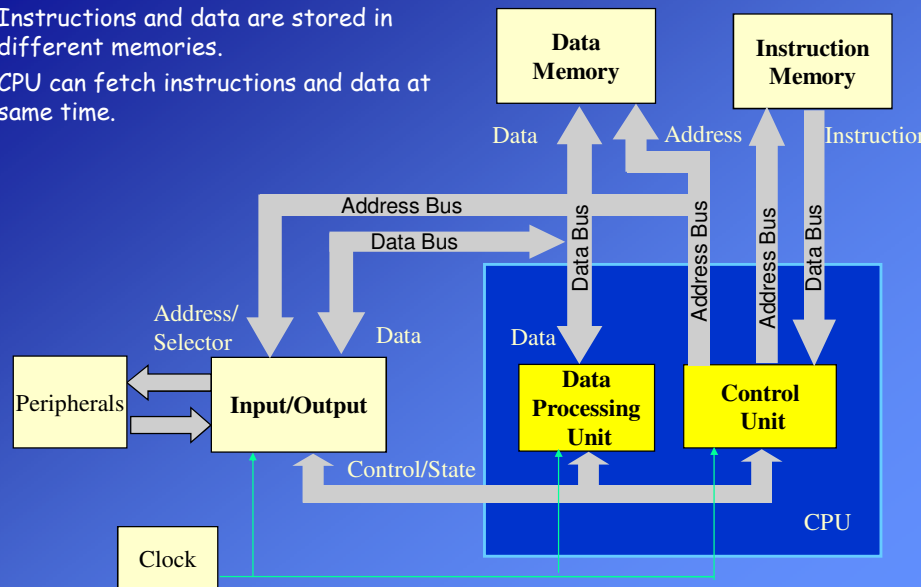 Instructions and data are stored in
different memories.
CPU can fetch instructions and data at
same time.
Data
Memory
Instruction
Memory
Data
Address
Instruction
Address Bus
Data Bus
Data Bus
Address Bus
Address Bus
Data Bus
Address/
Selector
Data
Data
Peripherals
Input/Output
Data
Processing
Unit
Control
Unit
Control/State
CPU
Clock